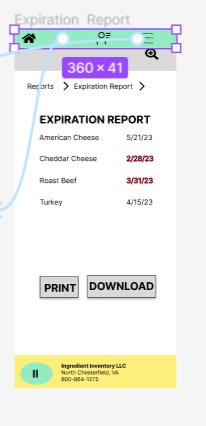 Expiration Report
360 × 41
Reports > Expiration Report >
EXPIRATION REPORT
American Cheese 5/21/23
Cheddar Cheese 2/28/23
Roast Beef 3/31/23
Turkey 4/15/23
PRINT DOWNLOAD
II
Ingredient Inventory LLC
North Chesterfield, VA
800-864-1275